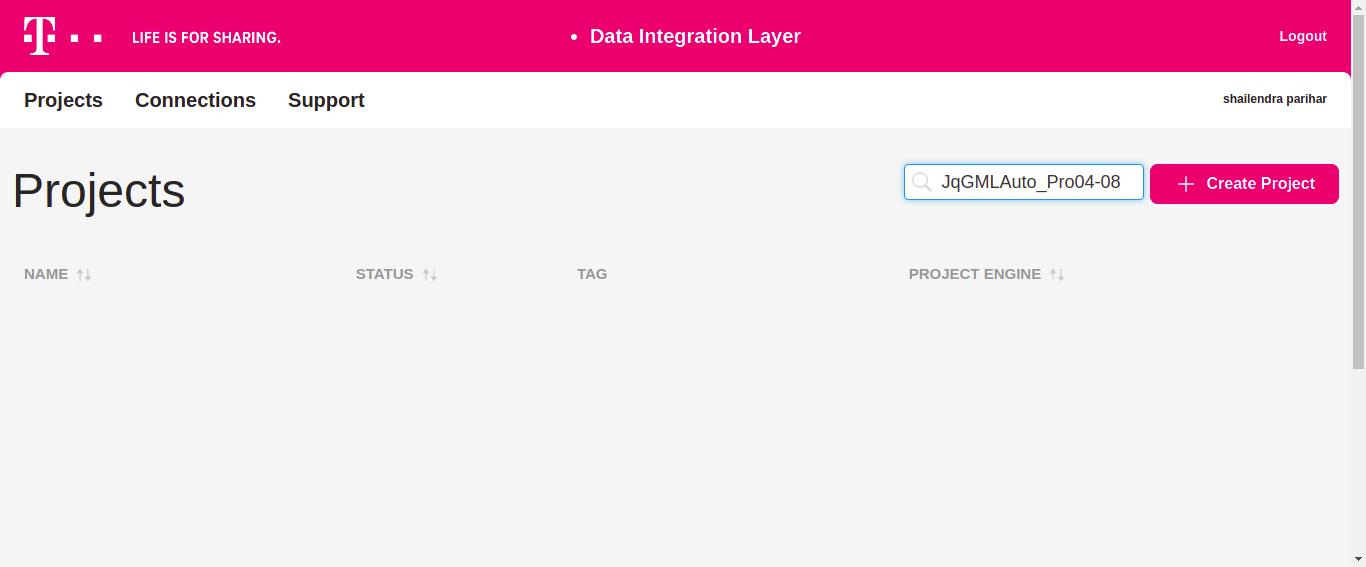 T
LIFE IS FOR SHARING.
• Data Integration Layer
Logout
Projects
Connections
Support
shailendra parihar
Projects
JqGMLAuto_Pro04-08
Create Project
NAME
STATUS
TAG
PROJECT ENGINE